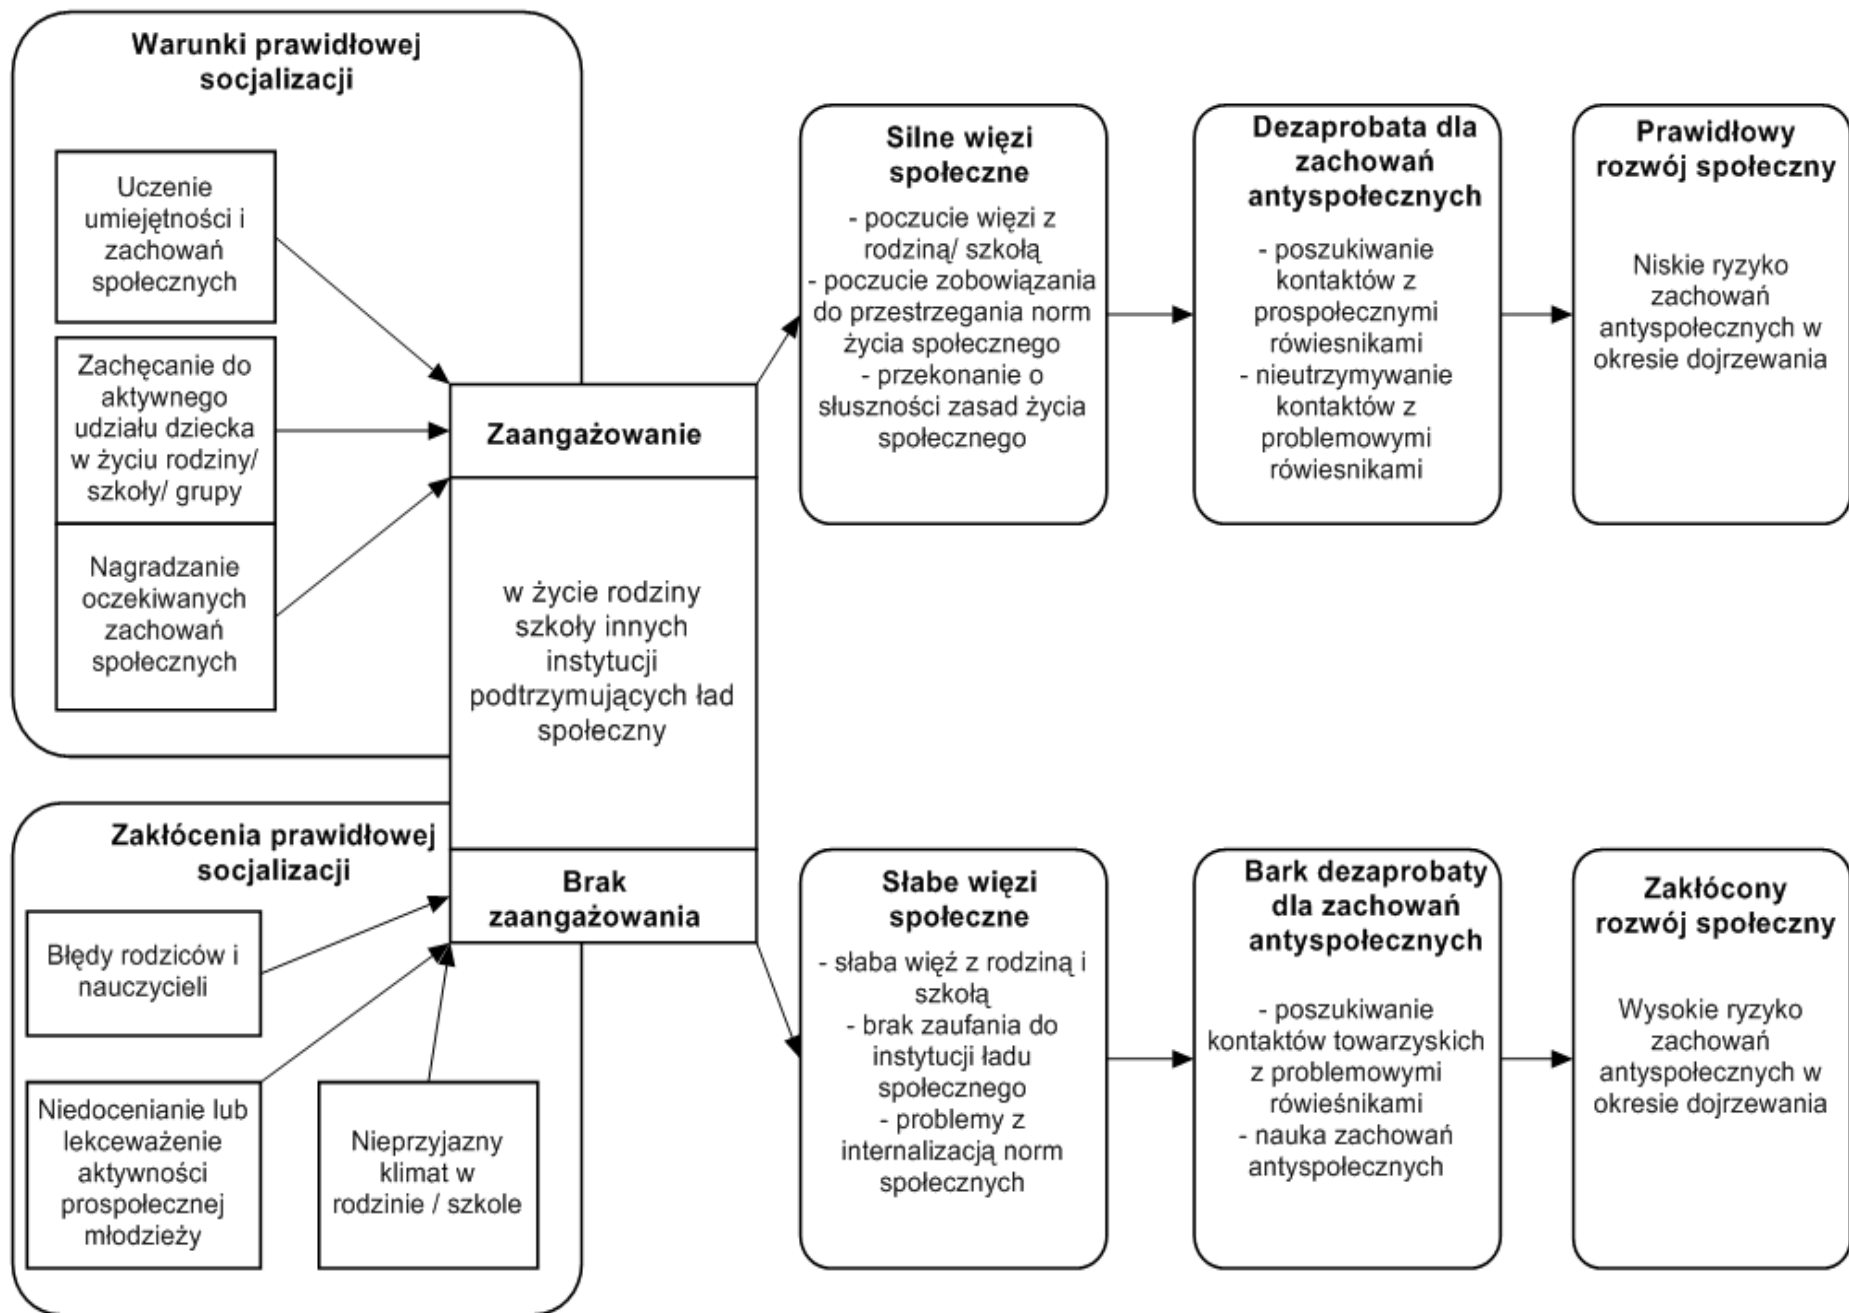 Warunki prawidłowej
socjalizacji
Uczenie
umiejętności i
zachowań
społecznych
Zachęcanie do
aktywnego
udziału dziecka
w życiu rodziny/
szkoły/ grupy
Nagradzanie
oczekiwanych
zachowań
społecznych
Zaangażowanie
w życie rodziny
szkoły innych
instytucji
podtrzymujących ład
społeczny
Silne więzi
społeczne
- poczucie więzi z
rodziną/ szkołą
- poczucie zobowiązania
do przestrzegania norm
życia społecznego
- przekonanie o
słuszności zasad życia
społecznego
Dezaprobata dla
zachowań
antyspołecznych
- poszukiwanie
kontaktów z
prospołecznymi
rówiesnikami
- nieutrzymywanie
kontaktów z
problemowymi
rówiesnikami
Prawidłowy
rozwój społeczny
Niskie ryzyko
zachowań
antyspołecznych w
okresie dojrzewania
Zakłócenia prawidłowej
socjalizacji
Błędy rodziców i
nauczycieli
Niedocenianie lub
lekceważenie
aktywności
prospołecznej
młodzieży
Nieprzyjazny
klimat w
rodzinie / szkole
Brak
zaangażowania
Słabe więzi
społeczne
- słaba więź z rodziną i
szkołą
- brak zaufania do
instytucji ładu
społecznego
- problemy z
internalizacją norm
społecznych
Bark dezaprobaty
dla zachowań
antyspołecznych
- poszukiwanie
kontaktów towarzyskich
z problemowymi
rówieśnikami
- nauka zachowań
antyspołecznych
Zakłócony
rozwój społeczny
Wysokie ryzyko
zachowań
antyspołecznych w
okresie dojrzewania